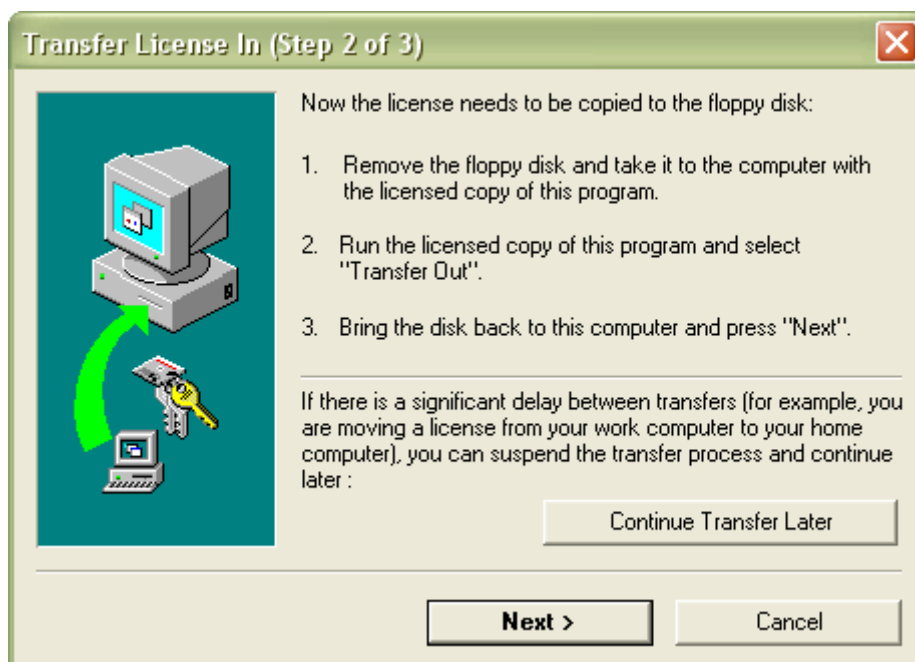 Transfer License In (Step 2 of 3)
Now the license needs to be copied to the floppy disk:
1. Remove the floppy disk and take it to the computer with
the licensed copy of this program.
2. Run the licensed copy of this program and select
"Transfer Out".
3. Bring the disk back to this computer and press "Next".
If there is a significant delay between transfers (for example, you
are moving a license from your work computer to your home
computer), you can suspend the transfer process and continue
later :
Continue Transfer Later
Next >
Cancel